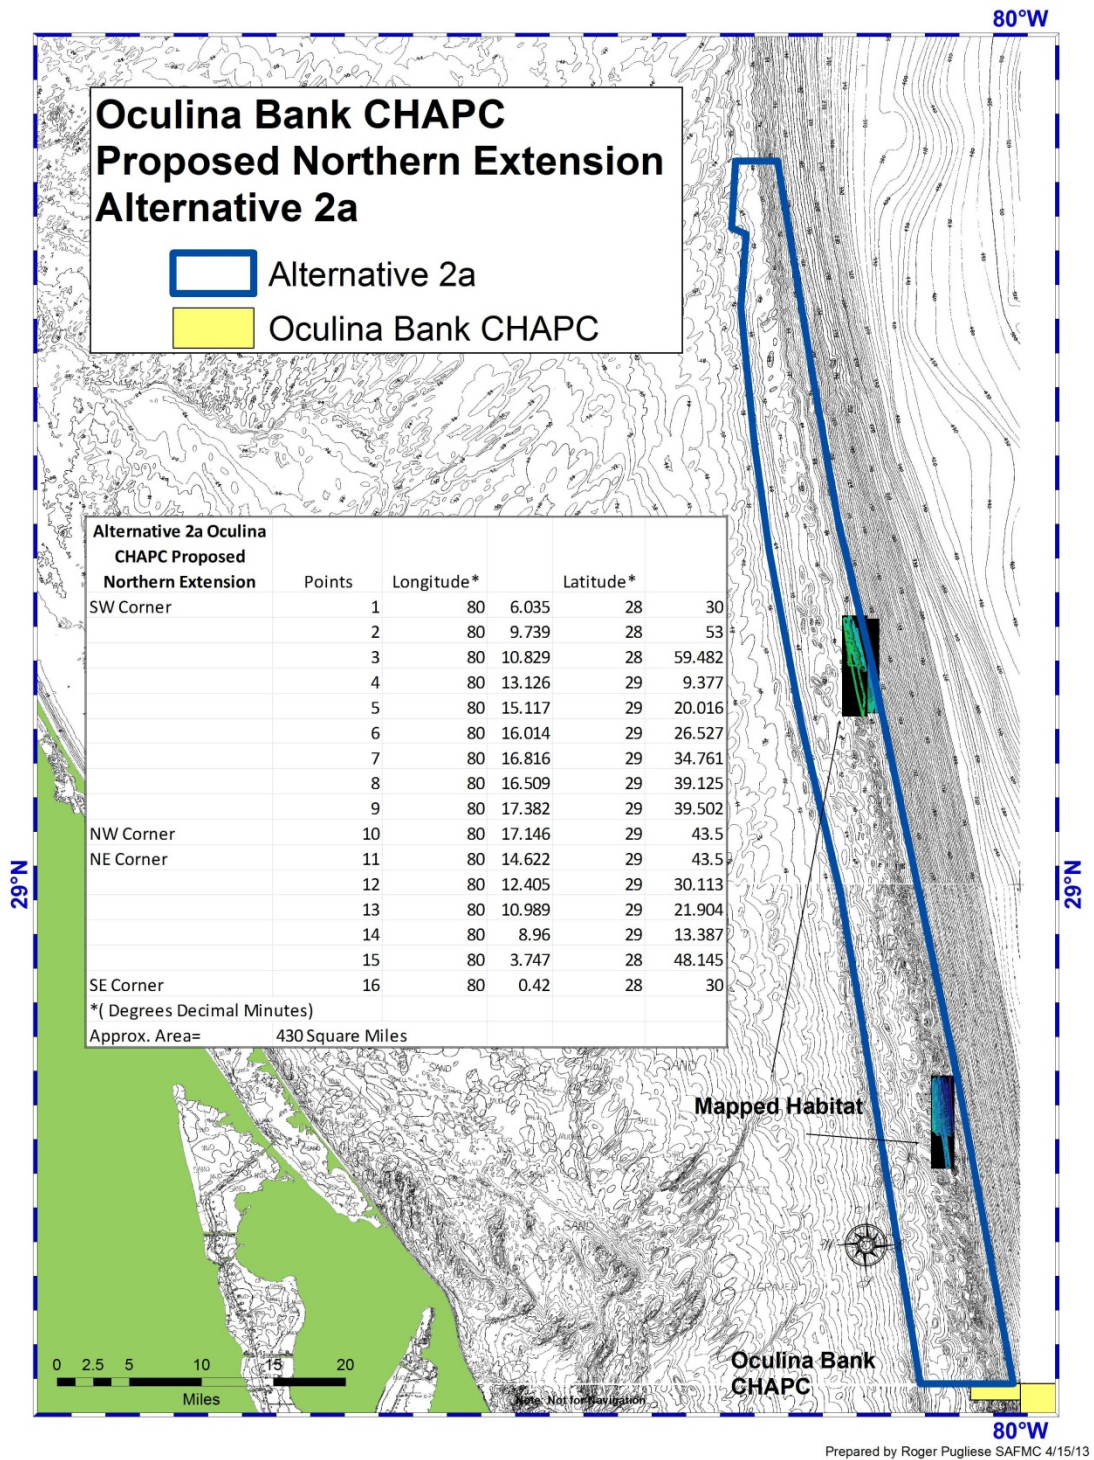 80°W
Oculina Bank CHAPC
Proposed Northern Extension
Alternative 2a
Alternative 2a
Oculina Bank CHAPC
Alternative 2a Oculina
CHAPC Proposed
Northern Extension Points Longitude* Latitude*
SW Corner 1 80 6.035 28 30
2 80 9.739 28 53
3 80 10.829 28 59.482
4 80 13.126 29 9.377
5 80 15.117 29 20.016
6 80 16.014 29 26.527
7 80 16.816 29 34.761
8 80 16.509 29 39.125
9 80 17.382 29 39.502
NW Corner 10 80 17.146 29 43.5
NE Corner 11 80 14.622 29 43.5
12 80 12.405 29 30.113
13 80 10.989 29 21.904
14 80 8.96 29 13.387
15 80 3.747 28 48.145
SE Corner 16 80 0.42 28 30
*( Degrees Decimal Minutes)
Approx. Area= 430 Square Miles
29°N
29°N
SAND
SAND
Mapped Habitat
SAND
GRAVEL
Oculina Bank
CHAPC
0 2.5 5 10 15 20
Miles
Note: Not for Navigation
80°W
Prepared by Roger Pugliese SAFMC 4/15/13